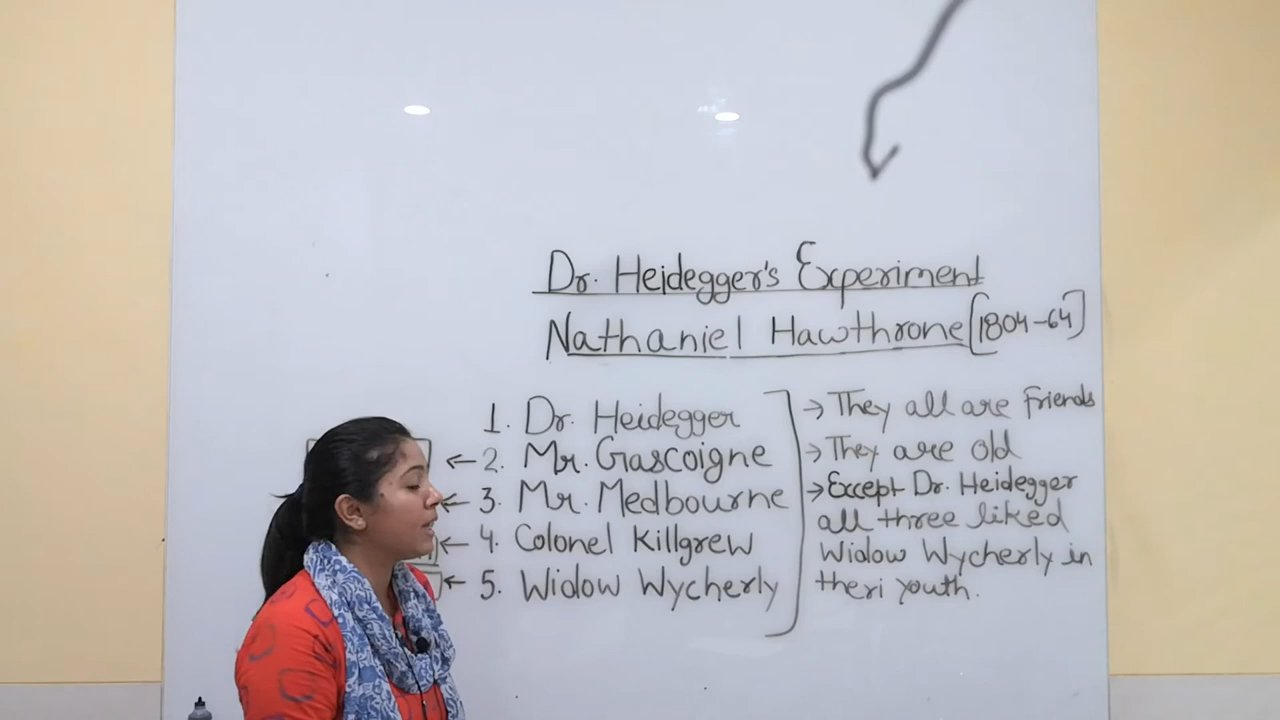 Dr. Heidegger's Experiment
Nathaniel Hawthrone [1804-64]
1. Dr. Heidegger
← 2. Mr. Gascoigne
← 3. Mr. Medbourne
← 4. Colonel Killgrew
← 5. Widow Wycherly
→ They all are friends
→ They are old
→ Except Dr. Heidegger
all three liked
Widow Wycherly in
theri youth.